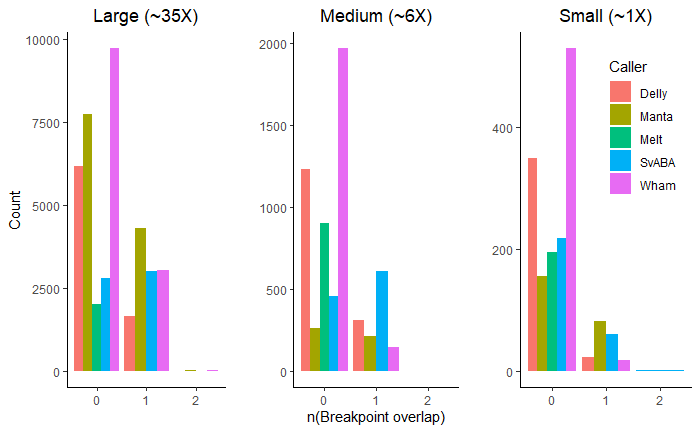 Large (~35X)
Medium (~6X)
Small (~1X)
Count
10000
7500
5000
2500
0
0
1
2
2000
1500
1000
500
0
0
1
2
n(Breakpoint overlap)
400
200
0
0
1
2
Caller
Delly
Manta
Melt
SvABA
Wham